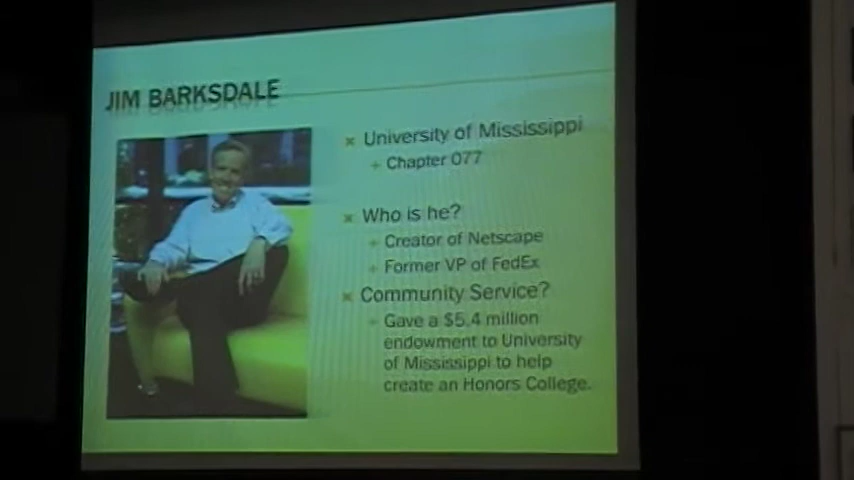 JIM BARKSDALE
University of Mississippi
Chapter 077
Who is he?
Creator of Netscape
Former VP of FedEx
Community Service?
Gave a $5.4 million
endowment to University
of Mississippi to help
create an Honors College.